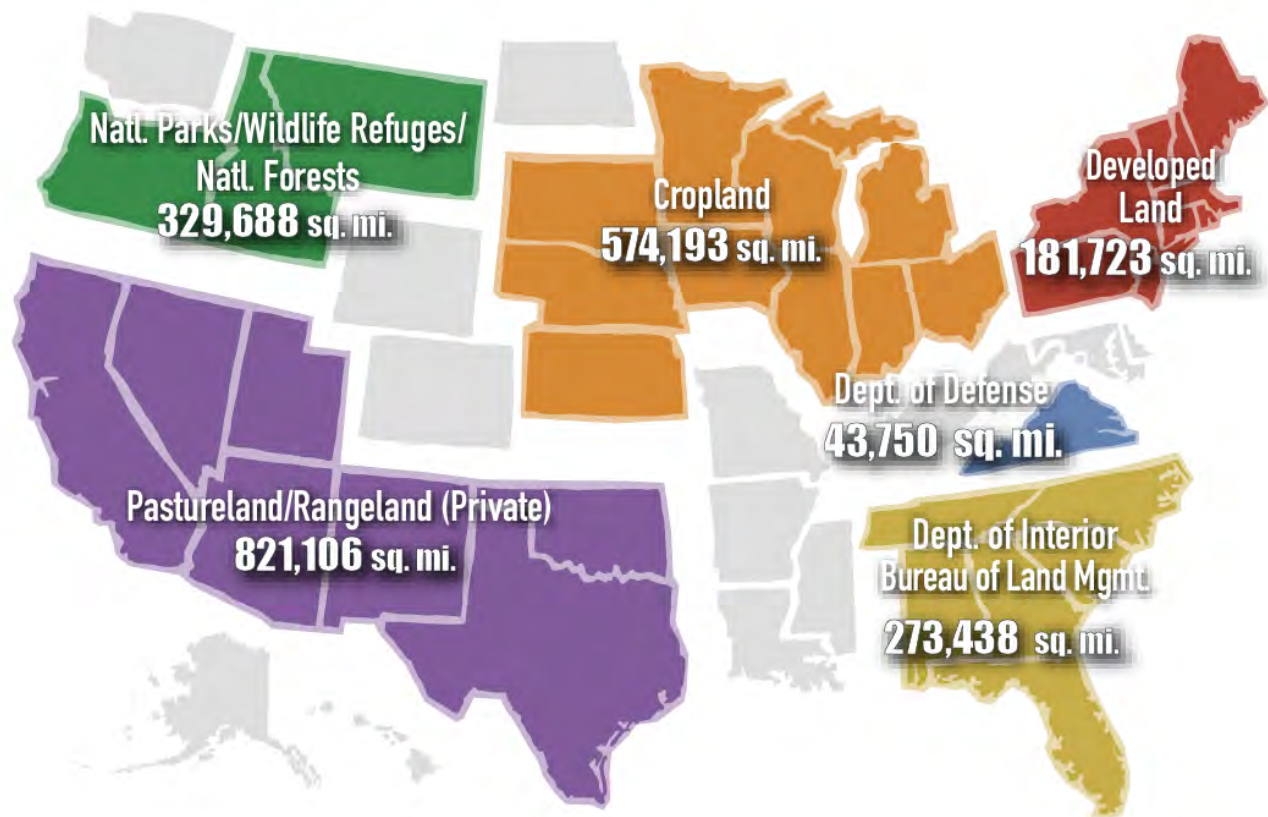 Natl. Parks/Wildlife Refuges/
Natl. Forests
329,688 sq. mi.
Cropland
574,193 sq. mi.
Developed
Land
181,723 sq. mi.
Dept. of Defense
43,750 sq. mi.
Pastureland/Rangeland (Private)
821,106 sq. mi.
Dept. of Interior
Bureau of Land Mgmt.
273,438 sq. mi.